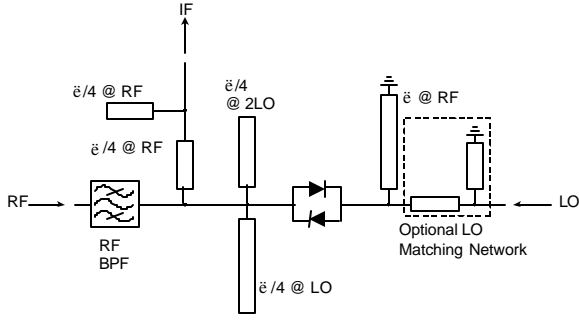 IF
ë/4 @ RF
ë/4
@ 2LO
ë/4 @ RF
ë @ RF
RF
LO
RF
BPF
ë/4 @ LO
Optional LO
Matching Network